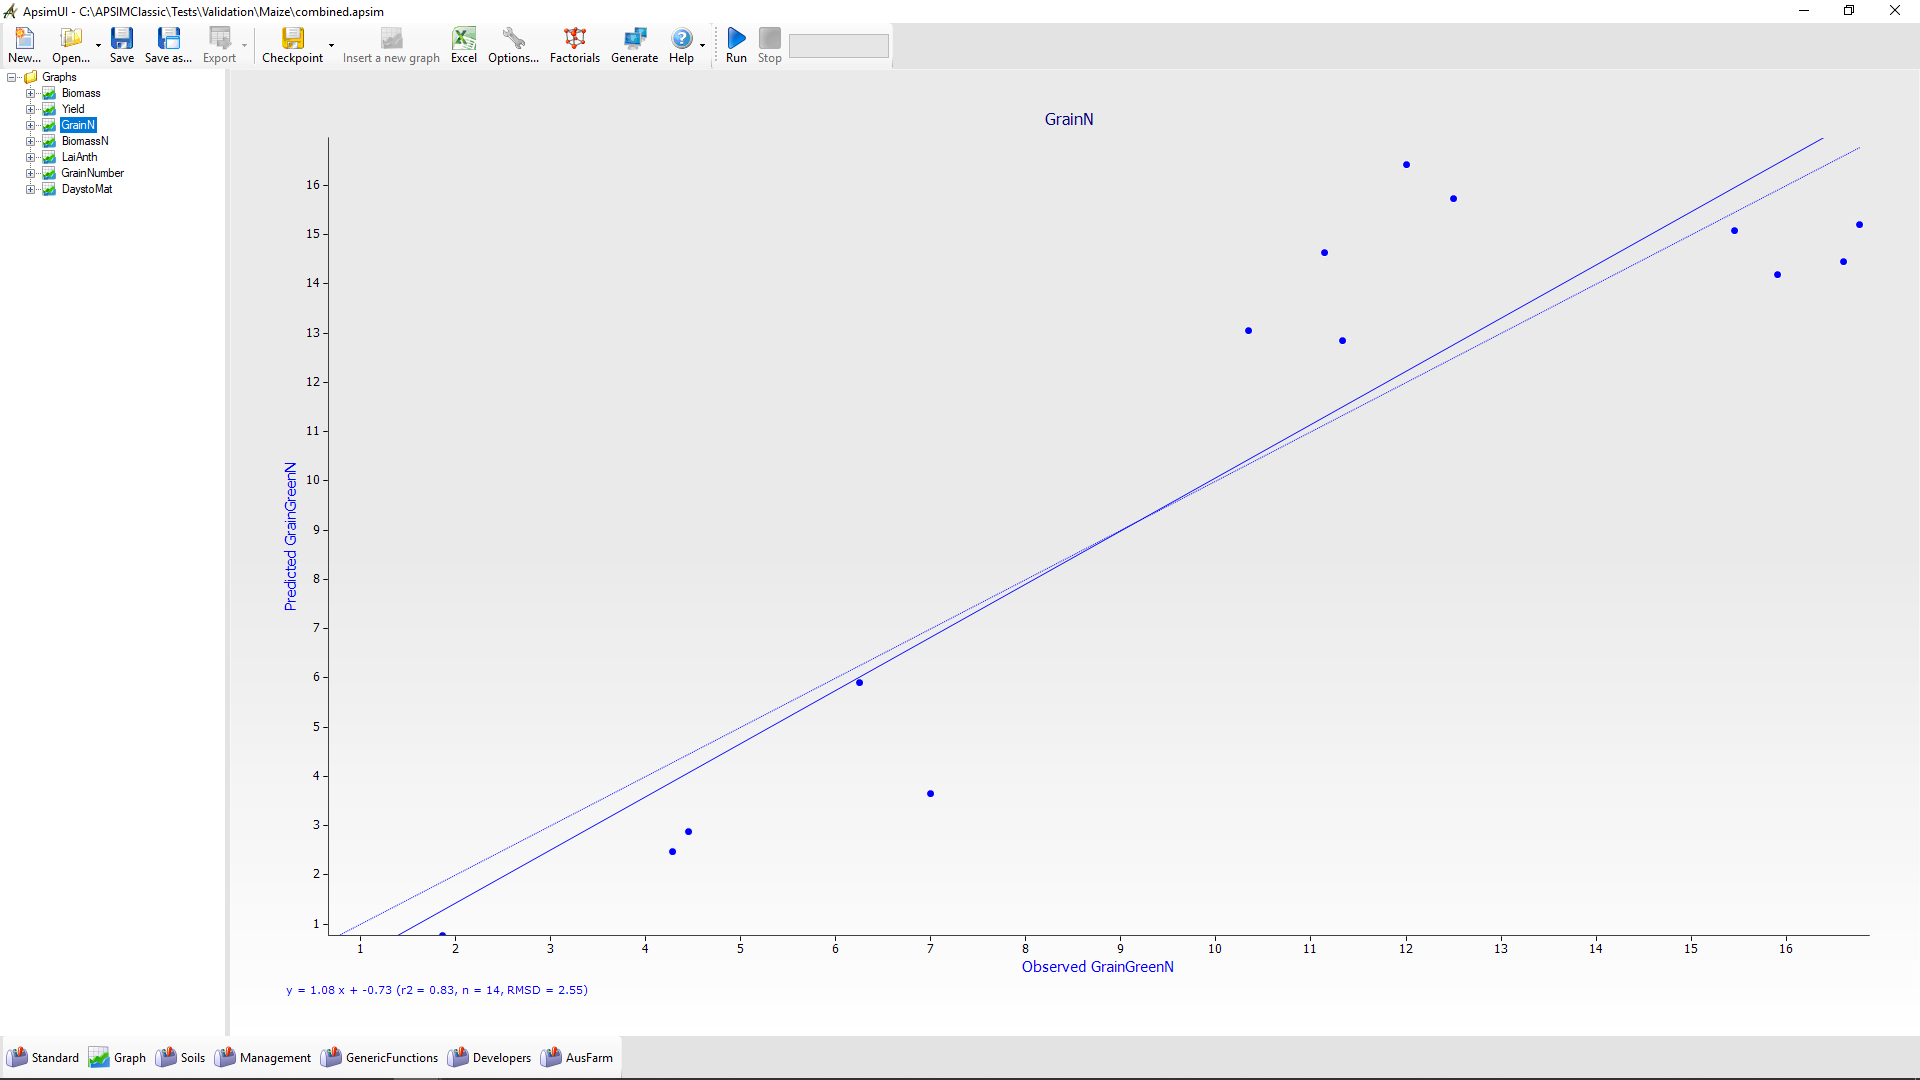 ApsimUI - C:\APSIMClassic\Tests\Validation\Maize\combined.apsim
New... Open... Save Save as... Export Checkpoint Insert a new graph Excel Options... Factorials Generate Help Run Stop
Graphs
Biomass
Yield
GrainN
BiomassN
LaiAnth
GrainNumber
DaystoMat
GrainN
16
15
14
13
12
11
10
9
8
7
6
5
4
3
2
1
Predicted GrainGreenN
1 2 3 4 5 6 7 8 9 10 11 12 13 14 15 16
Observed GrainGreenN
y = 1.08 x + -0.73 (r2 = 0.83, n = 14, RMSD = 2.55)
Standard Graph Soils Management GenericFunctions Developers AusFarm